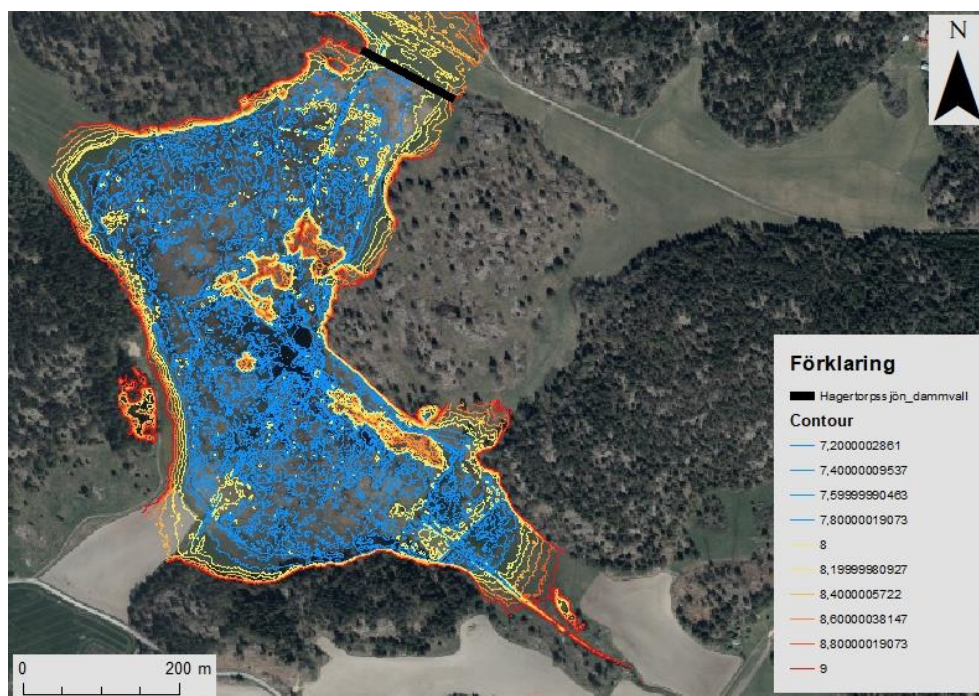 N
Förklaring
Hagertorpssjön_dammvall
Contour
7,2000002861
7,40000009537
7,59999990463
7,80000019073
8
8,19999980927
8,4000005722
8,60000038147
8,80000019073
9
0 200 m